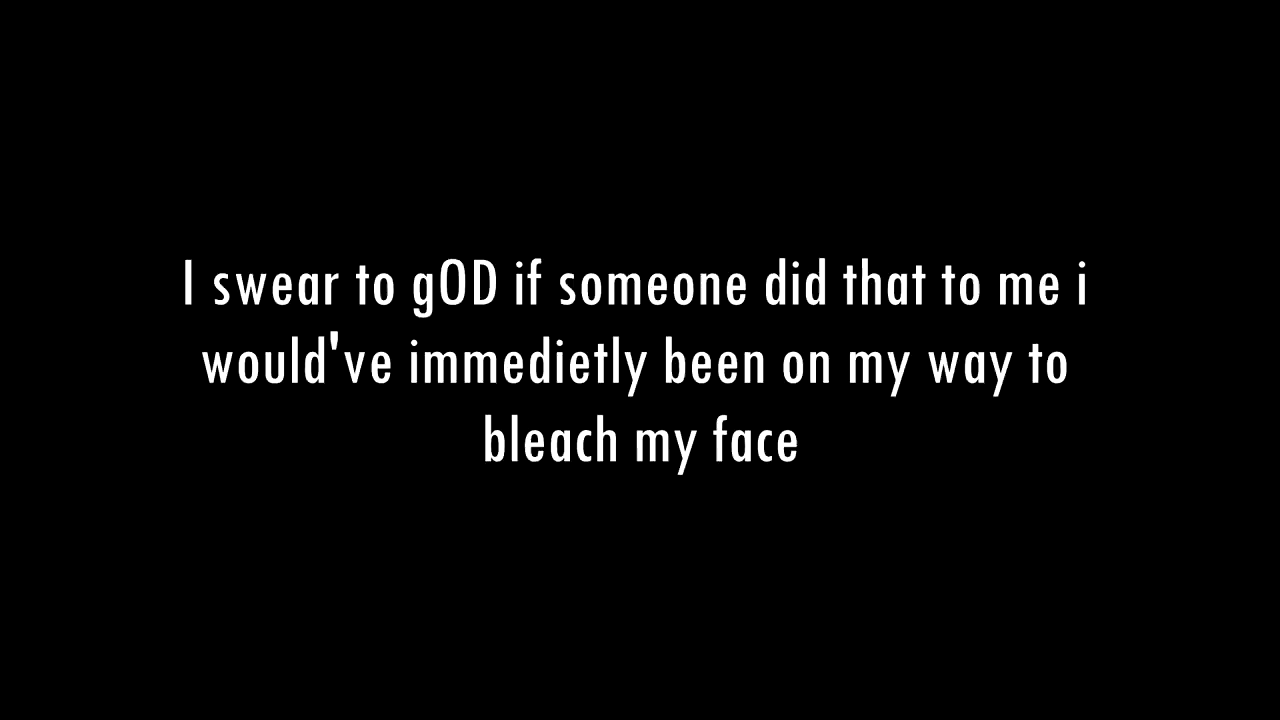 I swear to gOD if someone did that to me i
would've immedietly been on my way to
bleach my face